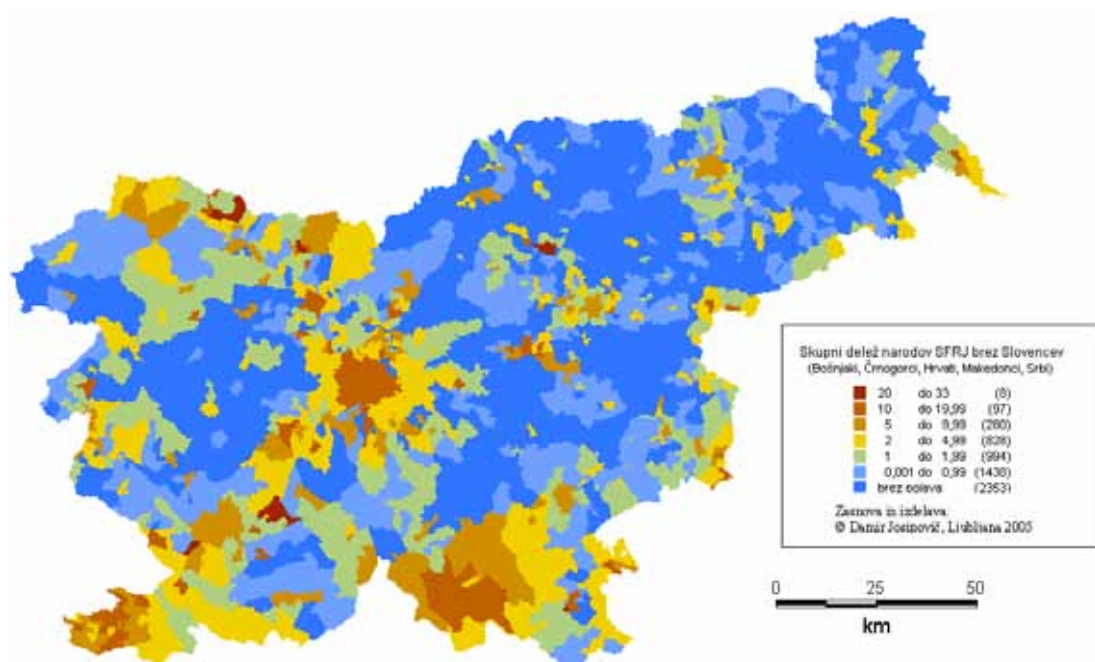 Skupni delež narodov SFRJ brez Slovencev
(Bošnjaki, Črnogorci, Hrvati, Makedonci, Srbi)
20 do 33 (8)
10 do 19,99 (97)
5 do 9,99 (280)
2 do 4,99 (828)
1 do 1,99 (994)
0,001 do 0,99 (1438)
brez pojava (2353)
Zasnova in izdelava
© Damir Josipovič, Ljubljana 2005
0 25 50
km